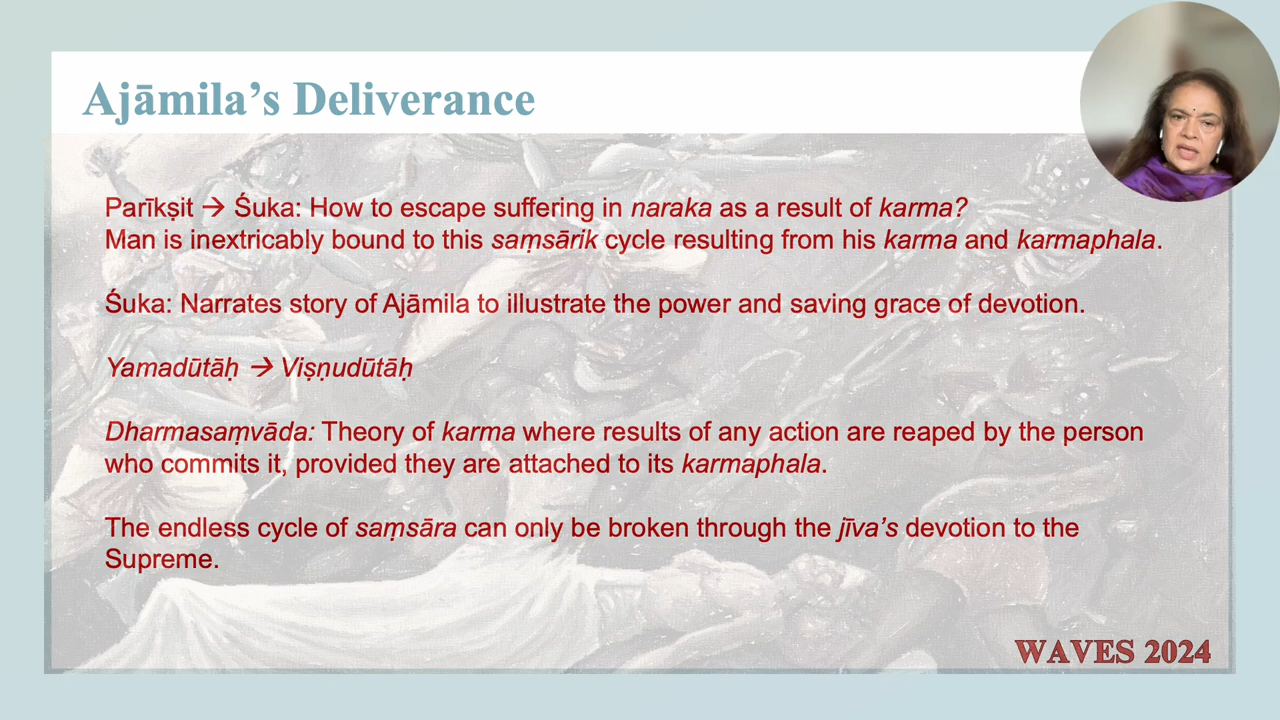 Ajāmila’s Deliverance
Parīkṣit → Śuka: How to escape suffering in naraka as a result of karma?
Man is inextricably bound to this saṃsārik cycle resulting from his karma and karmaphala.
Śuka: Narrates story of Ajāmila to illustrate the power and saving grace of devotion.
Yamadūtāḥ → Viṣṇudūtāḥ
Dharmasaṃvāda: Theory of karma where results of any action are reaped by the person
who commits it, provided they are attached to its karmaphala.
The endless cycle of saṃsāra can only be broken through the jīva’s devotion to the
Supreme.
WAVES 2024